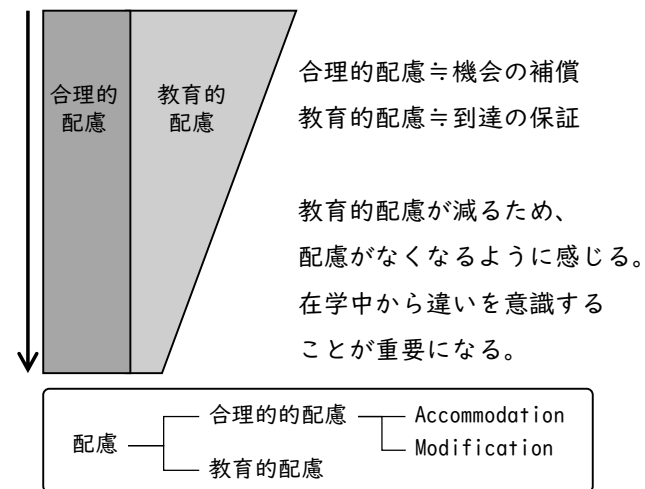 合理的
配慮
教育的
配慮
合理的配慮≒機会の補償
教育的配慮≒到達の保証
教育的配慮が減るため、
配慮がなくなるように感じる。
在学中から違いを意識する
ことが重要になる。
配慮
合理的的配慮
Accommodation
Modification
教育的配慮